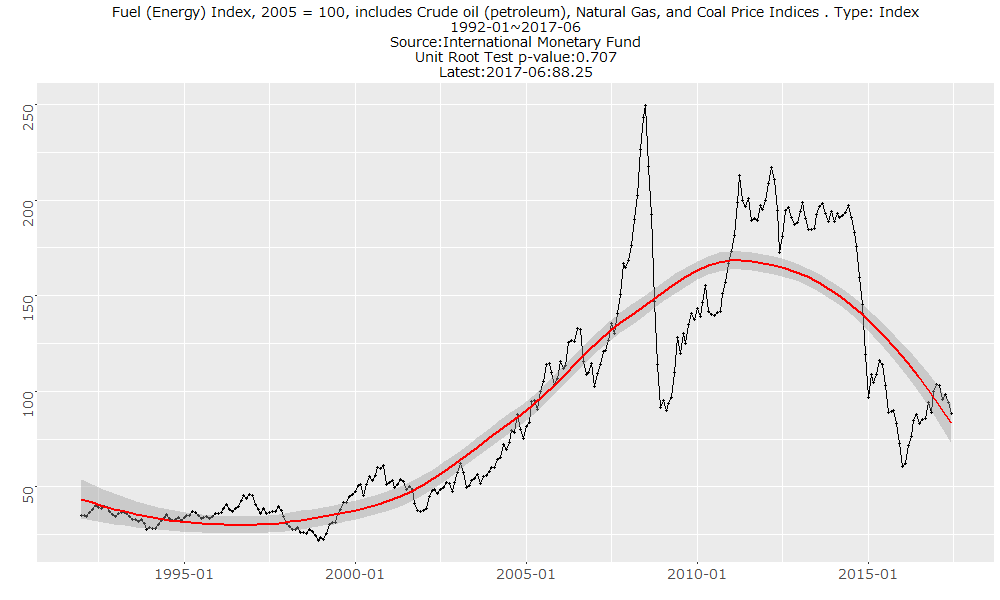 Fuel (Energy) Index, 2005 = 100, includes Crude oil (petroleum), Natural Gas, and Coal Price Indices . Type: Index
1992-01~2017-06
Source:International Monetary Fund
Unit Root Test p-value:0.707
Latest:2017-06:88.25
250
200
150
100
50
1995-01
2000-01
2005-01
2010-01
2015-01